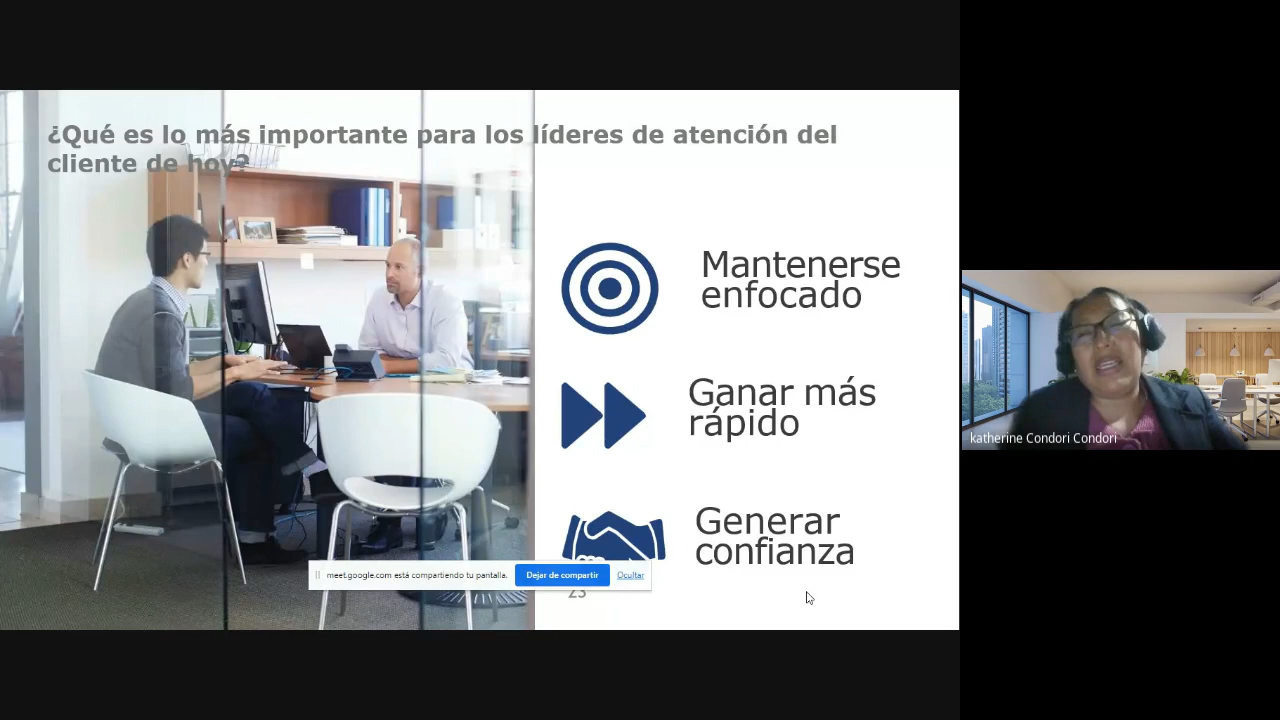 ¿Qué es lo más importante para los líderes de atención del
cliente de hoy?
Mantenerse
enfocado
Ganar más
rápido
Generar
confianza
meet.google.com está compartiendo tu pantalla.
Dejar de compartir
Ocultar
23
katherine Condori Condori